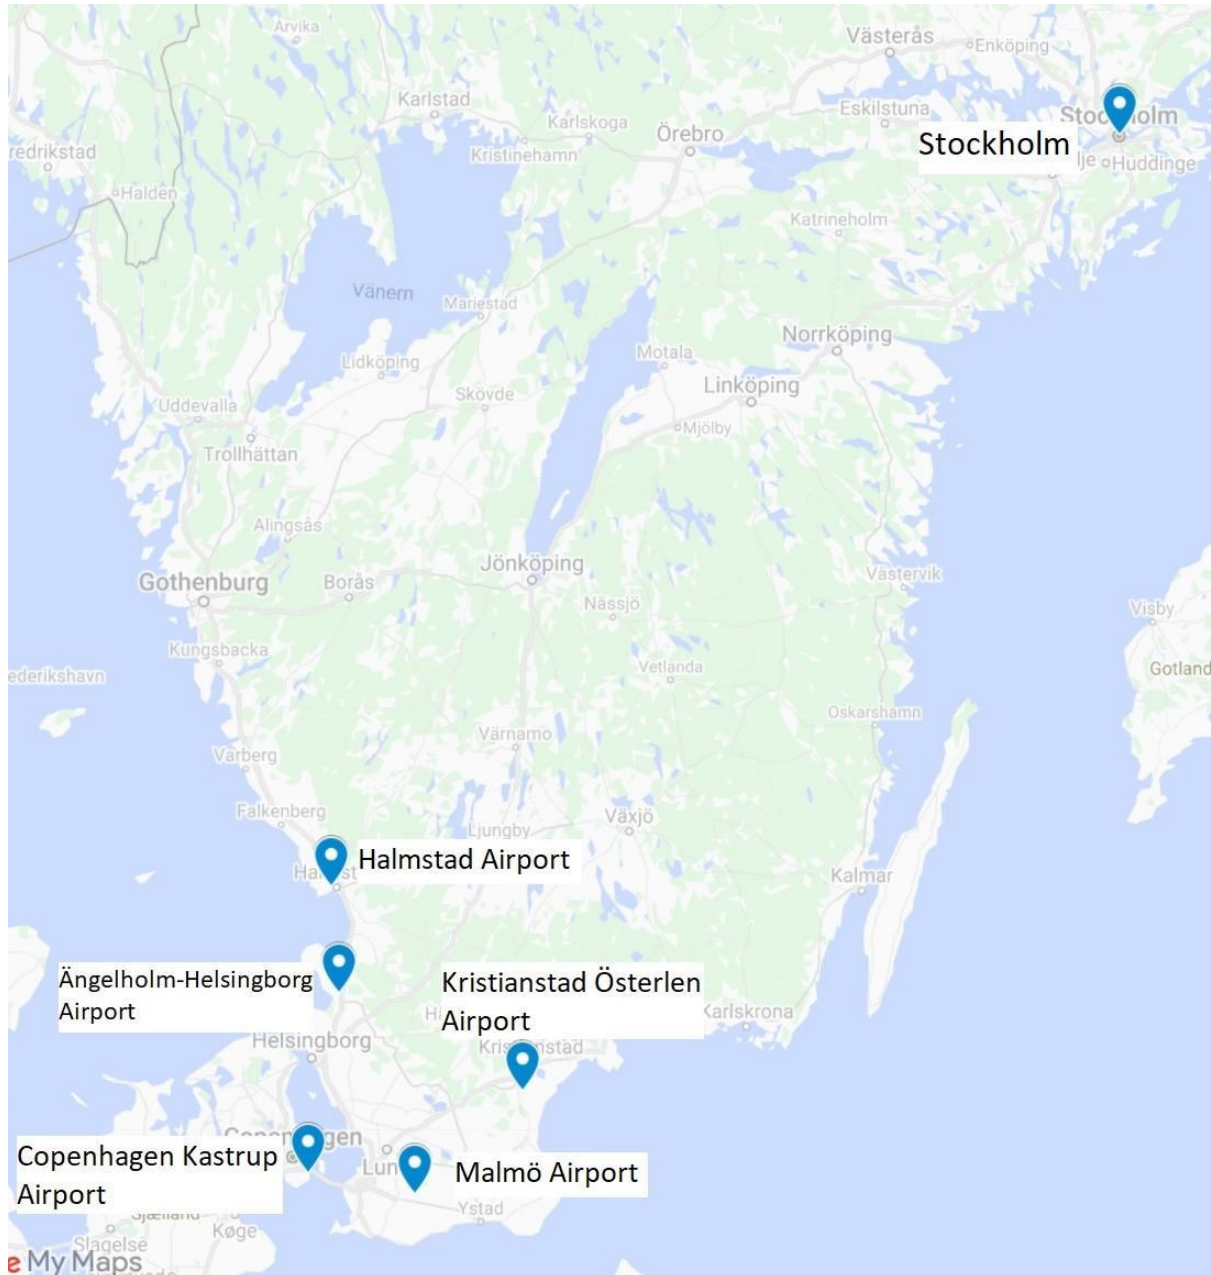 Arvika
Västerås
Enköping
Karlstad
Eskilstuna
Karlskoga
Örebro
Stockholm
redrikstad
Kristinehamn
Huddinge
Halden
Katrineholm
Vänern
Mariestad
Norrköping
Motala
Lidköping
Linköping
Skövde
Uddevalla
Mjölby
Trollhättan
Alingsås
Jönköping
Gothenburg
Borås
Västervik
Nässjö
Visby
Kungsbacka
Vetlanda
Gotland
ederikshavn
Oskarshamn
Värnamo
Varberg
Falkenberg
Växjö
Ljungby
Halmstad Airport
Kalmar
Ängelholm-Helsingborg
Airport
Kristianstad Österlen
Airport
Karlskrona
Helsingborg
Copenhagen Kastrup
Airport
Malmö Airport
Ystad
Sjælland
Køge
Slagelse
e My Maps